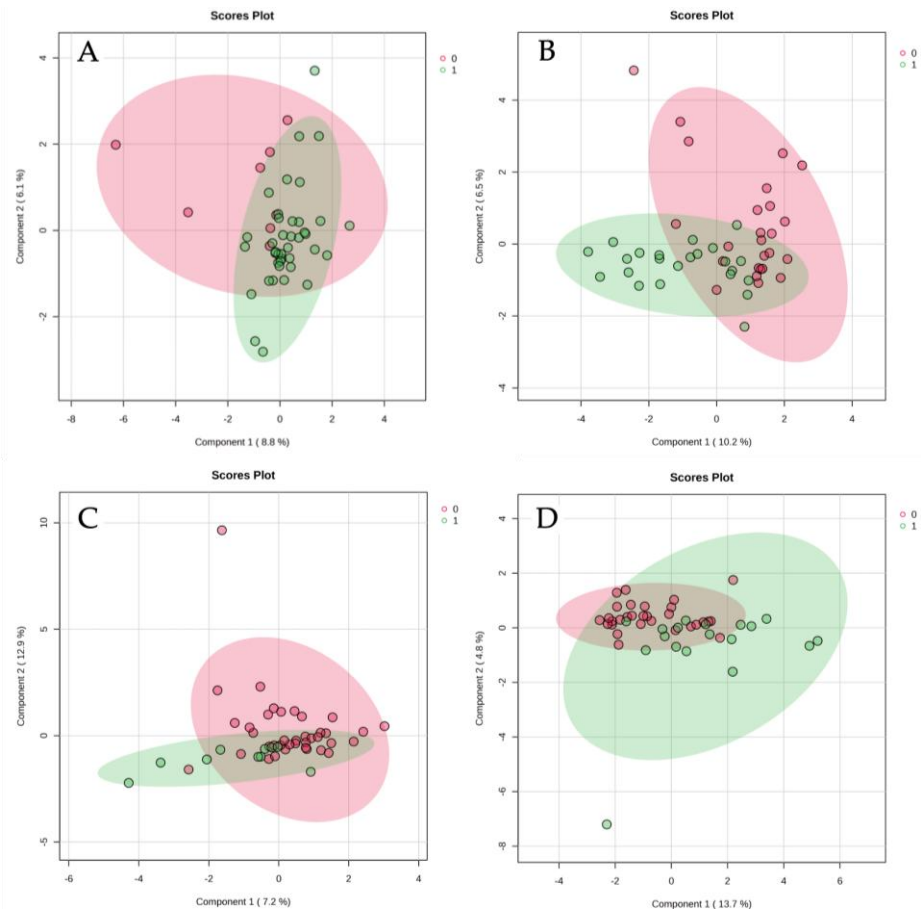 Scores Plot
A
0
1
4
2
0
-2
Component 2 ( 6.1 %)
-8 -6 -4 -2 0 2 4
Component 1 ( 8.8 %)
Scores Plot
B
0
1
4
2
0
-2
-4
Component 2 ( 6.5 %)
-4 -2 0 2 4
Component 1 ( 10.2 %)
Scores Plot
C
0
1
10
5
0
-5
Component 2 ( 12.9 %)
-6 -4 -2 0 2 4
Component 1 ( 7.2 %)
Scores Plot
D
0
1
4
2
0
-2
-4
-6
-8
Component 2 ( 4.8 %)
-4 -2 0 2 4 6
Component 1 ( 13.7 %)